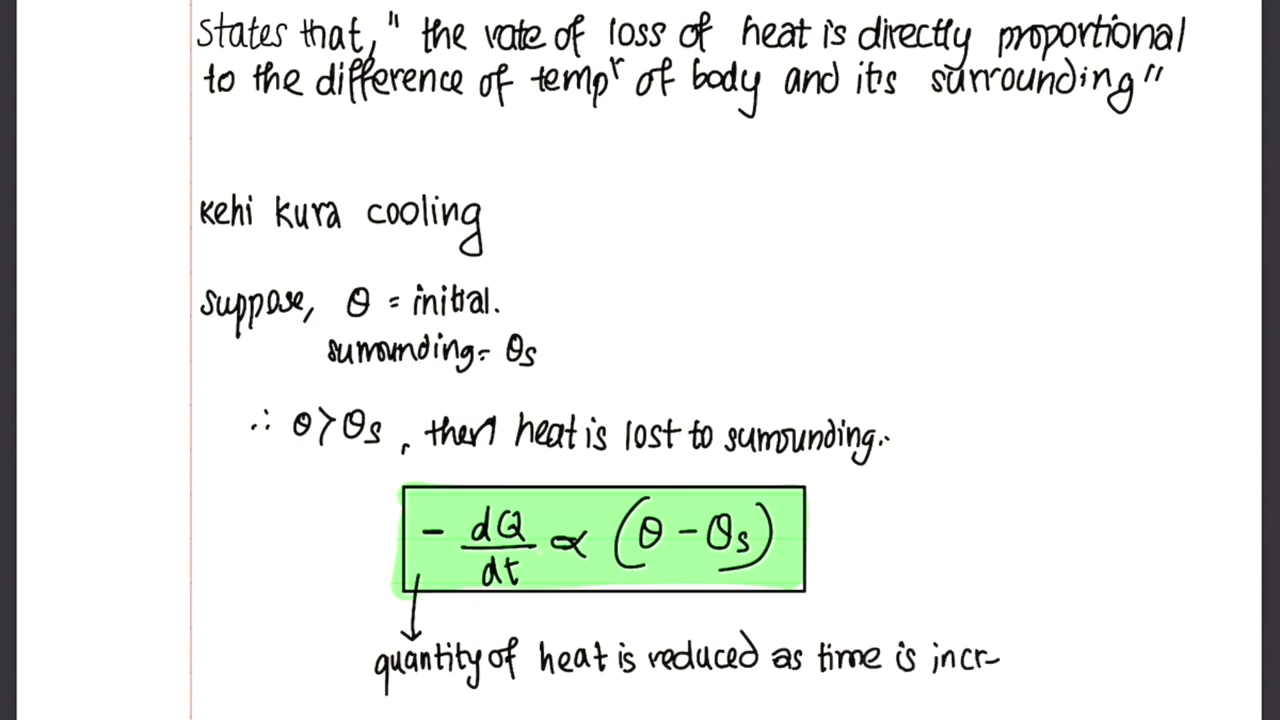 states that, " the rate of loss of heat is directly proportional
to the difference of tempʳ of body and it's surrounding "
Kehi kura cooling
suppose, θ = initial.
surrounding = θs
∴ θ > θs , then heat is lost to surrounding.
- dQ/dt ∝ (θ - θs)
quantity of heat is reduced as time is incr-